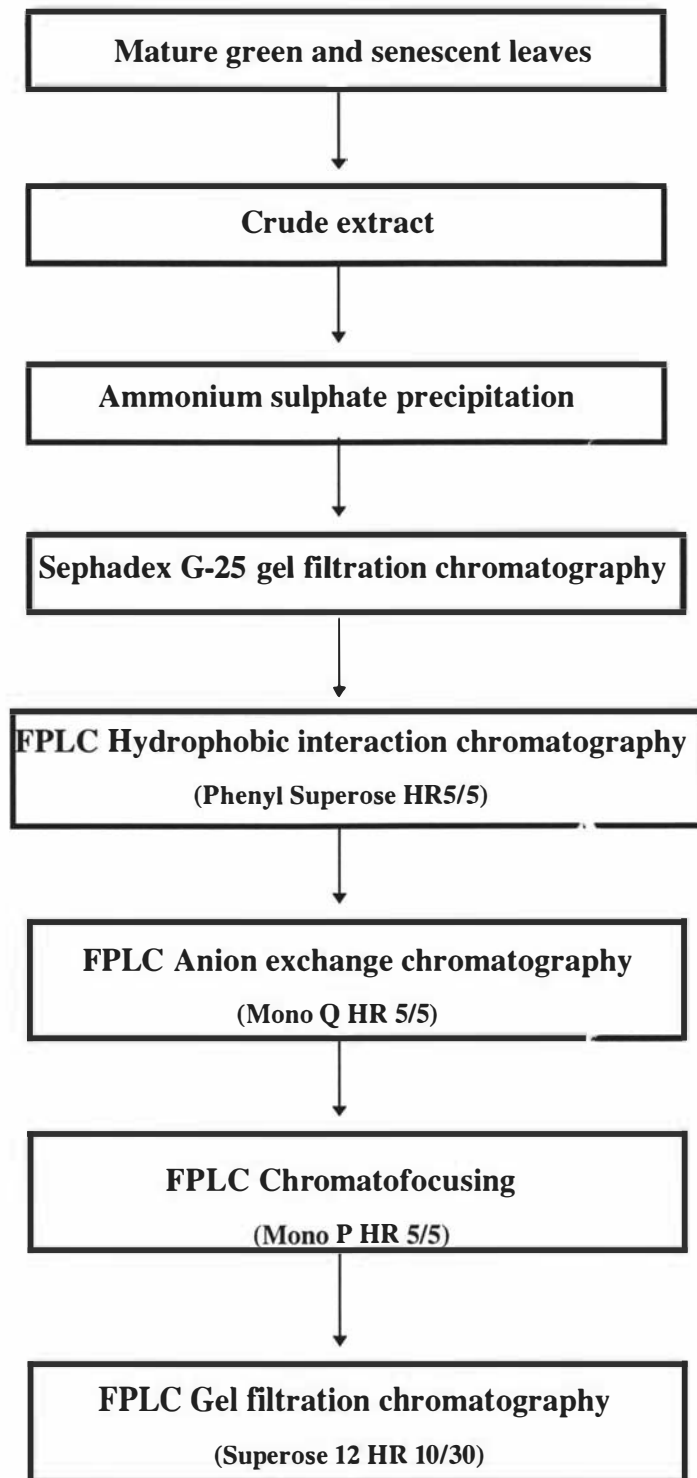 Mature green and senescent leaves
Crude extract
Ammonium sulphate precipitation
Sephadex G-25 gel filtration chromatography
FPLC Hydrophobic interaction chromatography
(Phenyl Superose HR5/5)
FPLC Anion exchange chromatography
(Mono Q HR 5/5)
FPLC Chromatofocusing
(Mono P HR 5/5)
FPLC Gel filtration chromatography
(Superose 12 HR 10/30)